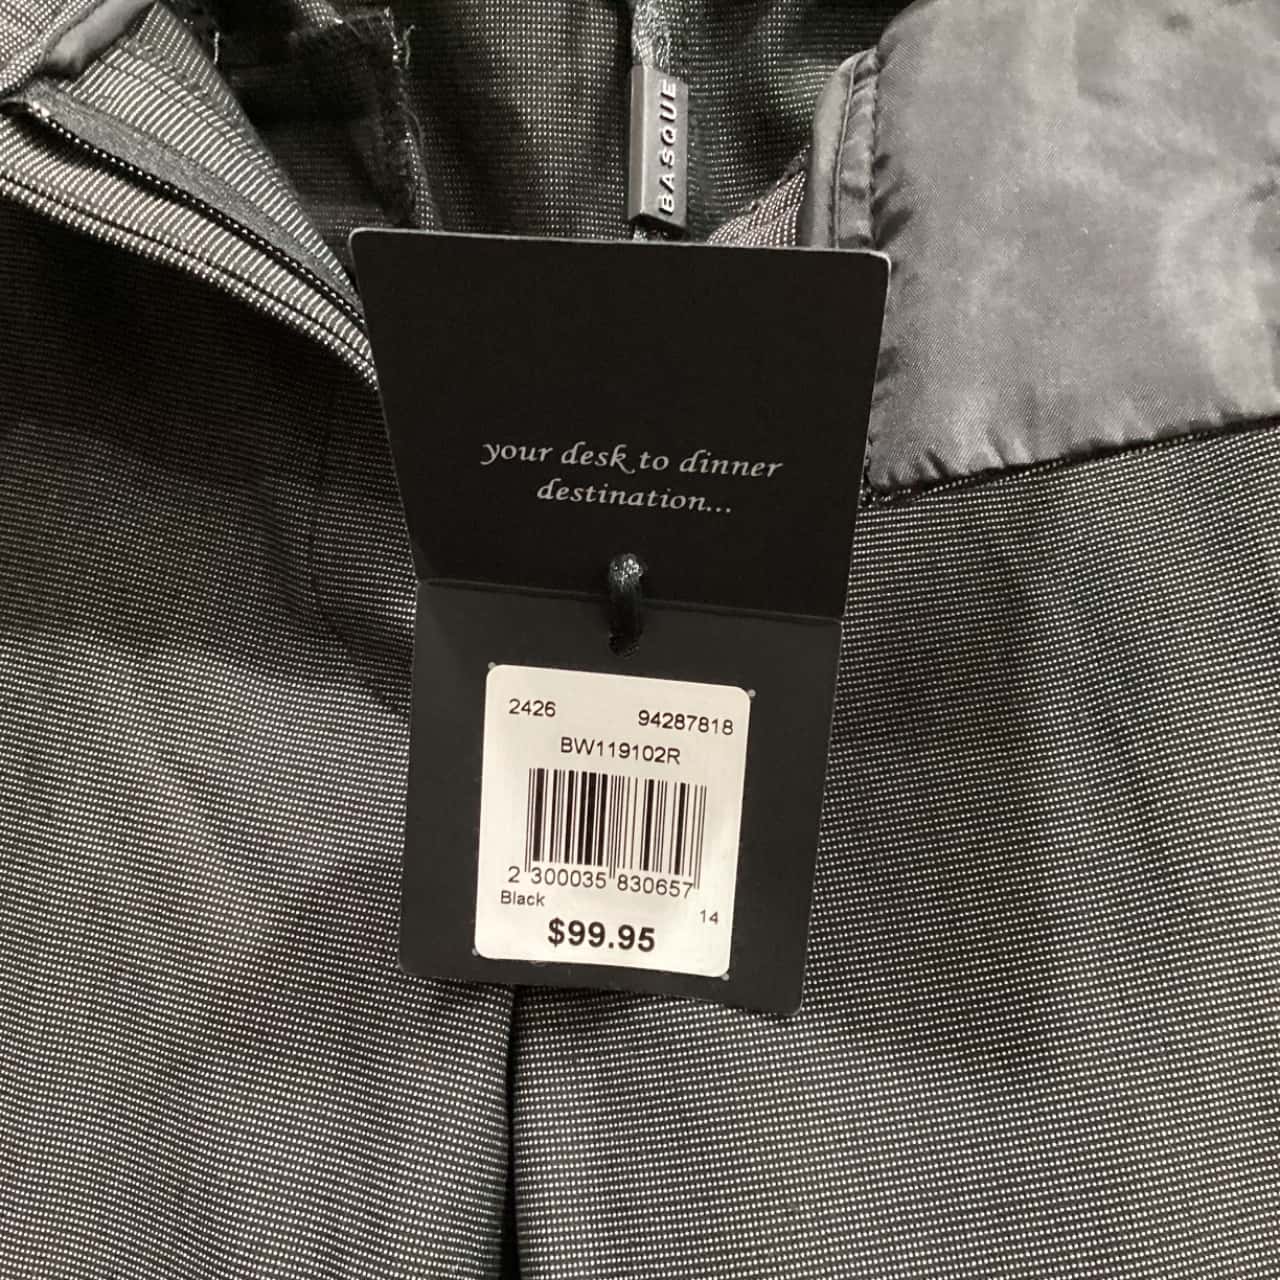 BASQUE
your desk to dinner
destination...
2426 94287818
BW119102R
2 300035 830657
Black 14
$99.95